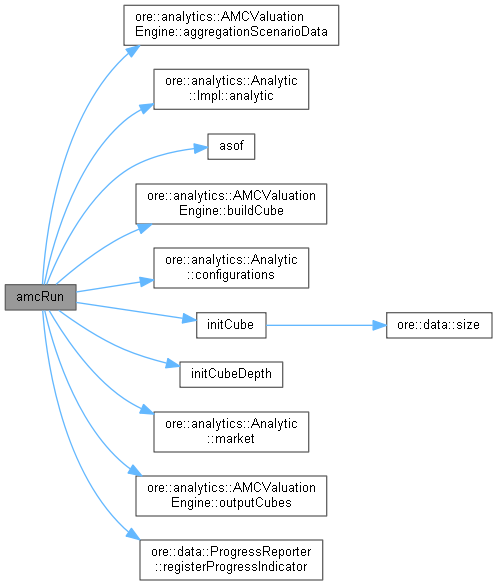 ore::analytics::AMCValuation
Engine::aggregationScenarioData
ore::analytics::Analytic
::Impl::analytic
asof
ore::analytics::AMCValuation
Engine::buildCube
ore::analytics::Analytic
::configurations
amcRun
initCube
ore::data::size
initCubeDepth
ore::analytics::Analytic
::market
ore::analytics::AMCValuation
Engine::outputCubes
ore::data::ProgressReporter
::registerProgressIndicator